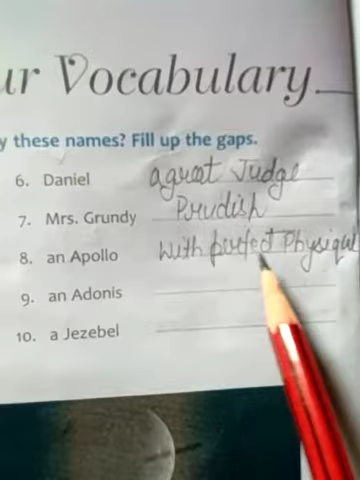 ur Vocabulary
y these names? Fill up the gaps.
6. Daniel a great Judge
7. Mrs. Grundy Prudish
8. an Apollo With perfect Physique
9. an Adonis
10. a Jezebel